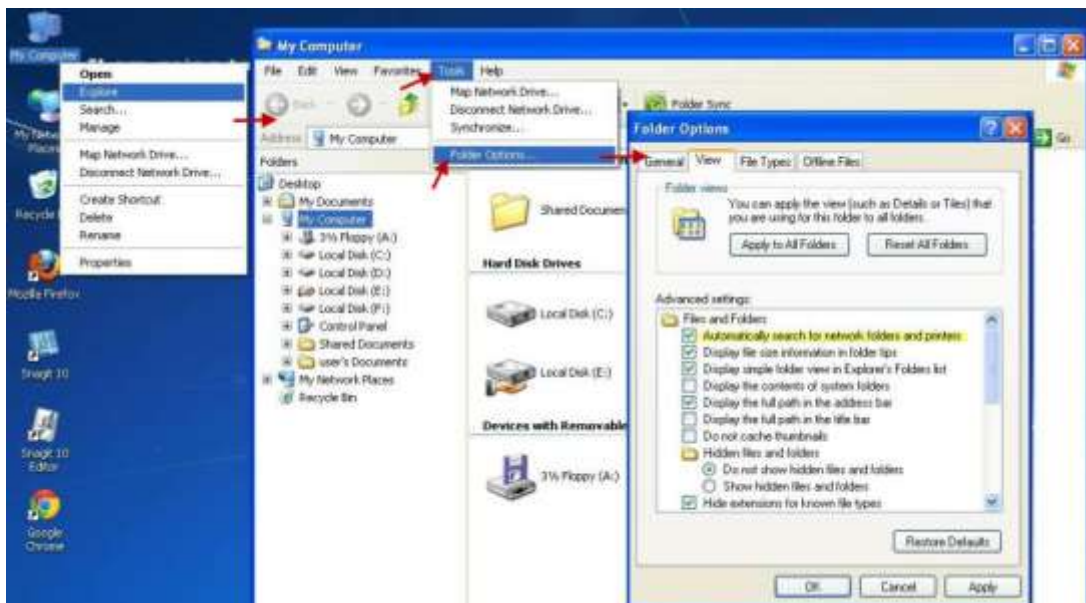 My Computer
Open
Explore
Search...
Manage
Map Network Drive...
Disconnect Network Drive...
Create Shortcut
Delete
Rename
Properties
Places
Recycle
Mozilla Firefox
SnagIt 10
SnagIt 10
Editor
Google
Chrome
My Computer
File Edit View Favorites Tools Help
Back
Folder Sync
Address My Computer
Go
Map Network Drive...
Disconnect Network Drive...
Synchronize...
Folder Options...
Folders
Desktop
My Documents
My Computer
3½ Floppy (A:)
Local Disk (C:)
Local Disk (D:)
Local Disk (E:)
Local Disk (F:)
Control Panel
Shared Documents
user's Documents
My Network Places
Recycle Bin
Shared Documen
Hard Disk Drives
Local Disk (C:)
Local Disk (E:)
Devices with Removable
3½ Floppy (A:)
Folder Options
General View File Types Offline Files
Folder views
You can apply the view (such as Details or Tiles) that
you are using for this folder to all folders.
Apply to All Folders Reset All Folders
Advanced settings:
Files and Folders
Automatically search for network folders and printers
Display file size information in folder tips
Display simple folder view in Explorer's Folders list
Display the contents of system folders
Display the full path in the address bar
Display the full path in the title bar
Do not cache thumbnails
Hidden files and folders
Do not show hidden files and folders
Show hidden files and folders
Hide extensions for known file types
Restore Defaults
OK Cancel Apply